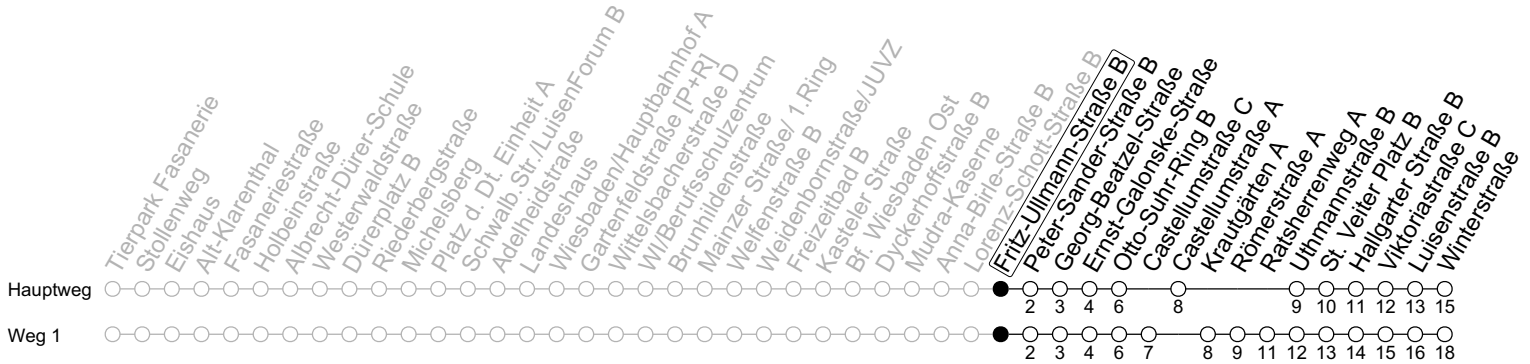 Tierpark Fasanerie
Stollenweg
Eishaus
Alt-Klarenthal
Fasaneriestraße
Holbeinstraße
Albrecht-Dürer-Schule
Westerwaldstraße
Dürerplatz B
Riederbergstraße
Michelsberg
Platz d. Dt. Einheit A
Schwalb.Str./LuisenForum B
Adelheidstraße
Landeshaus
Wiesbaden/Hauptbahnhof A
Gartenfeldstraße [P+R]
Wittelsbacherstraße D
WI/Berufsschulzentrum
Brunhildenstraße
Mainzer Straße/ 1.Ring
Welfenstraße B
Weidenbornstraße/JUVZ
Freizeitbad B
Kasteler Straße
Bf. Wiesbaden Ost
Dyckerhoffstraße B
Mudra-Kaserne
Anna-Birle-Straße B
Lorenz-Schott-Straße B
Fritz-Ullmann-Straße B
Peter-Sander-Straße B
Georg-Beatzel-Straße
Ernst-Galonske-Straße
Otto-Suhr-Ring B
Castellumstraße C
Castellumstraße A
Krautgärten A
Römerstraße A
Ratsherrenweg A
Uthmannstraße B
St. Veiter Platz B
Hallgarter Straße B
Viktoriastraße C
Luisenstraße B
Winterstraße
Hauptweg
2 3 4 6 8 9 10 11 12 13 15
Weg 1
2 3 4 6 7 8 9 11 12 13 14 15 16 18